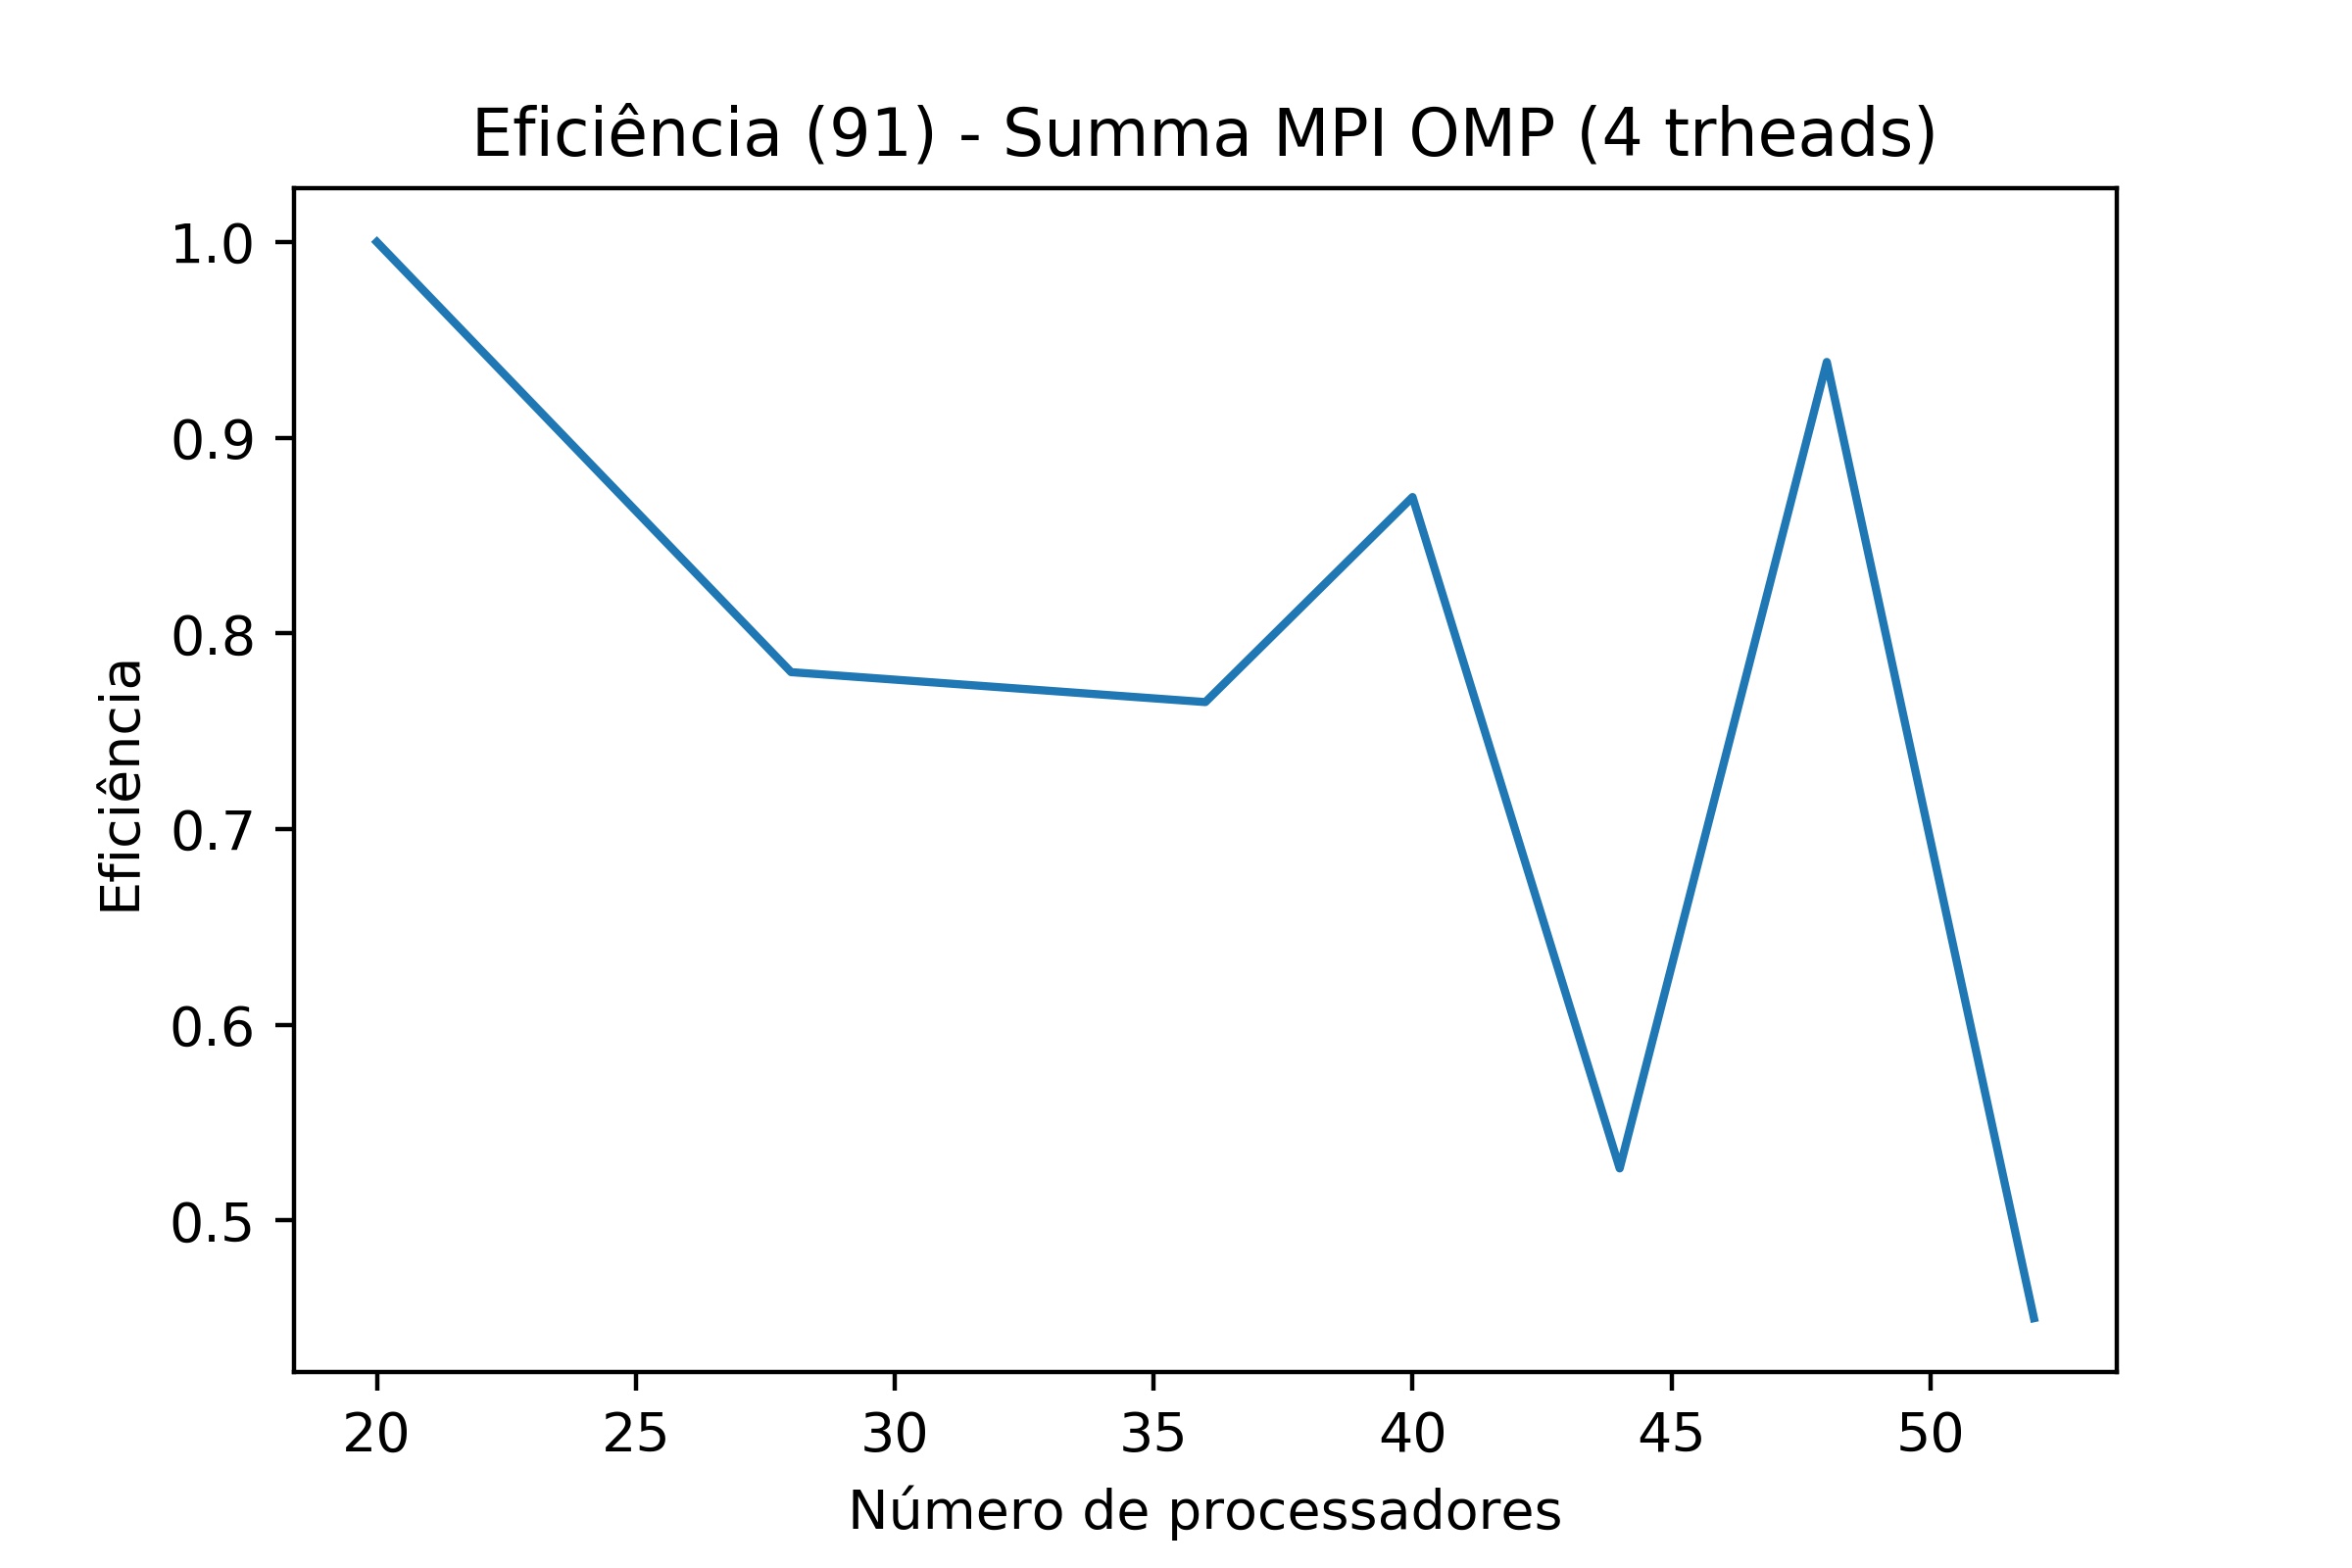 Eficiência (91) - Summa MPI OMP (4 trheads)
1.0
0.9
0.8
0.7
0.6
0.5
Eficiência
20 25 30 35 40 45 50
Número de processadores